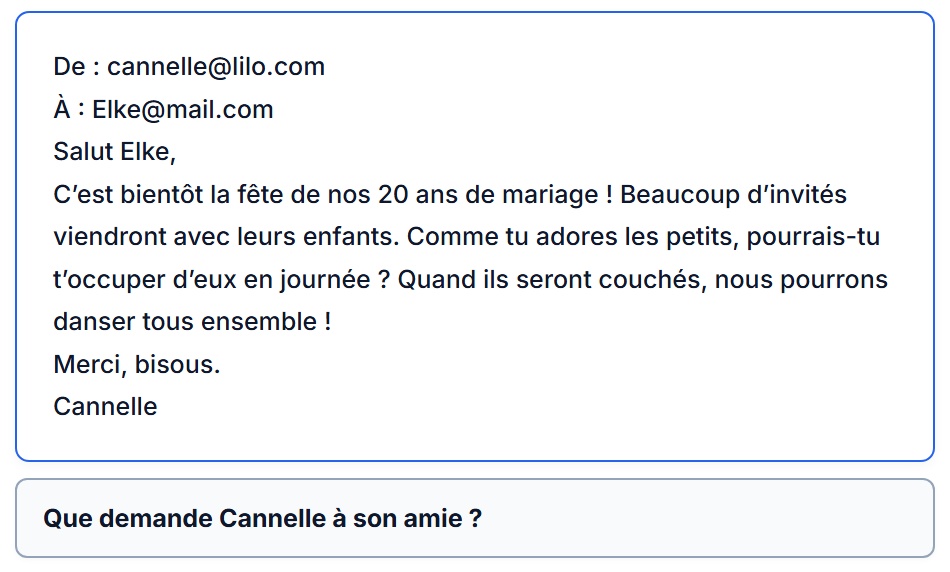 De : cannelle@lilo.com
À : Elke@mail.com
Salut Elke,
C’est bientôt la fête de nos 20 ans de mariage ! Beaucoup d’invités
viendront avec leurs enfants. Comme tu adores les petits, pourrais-tu
t’occuper d’eux en journée ? Quand ils seront couchés, nous pourrons
danser tous ensemble !
Merci, bisous.
Cannelle
Que demande Cannelle à son amie ?